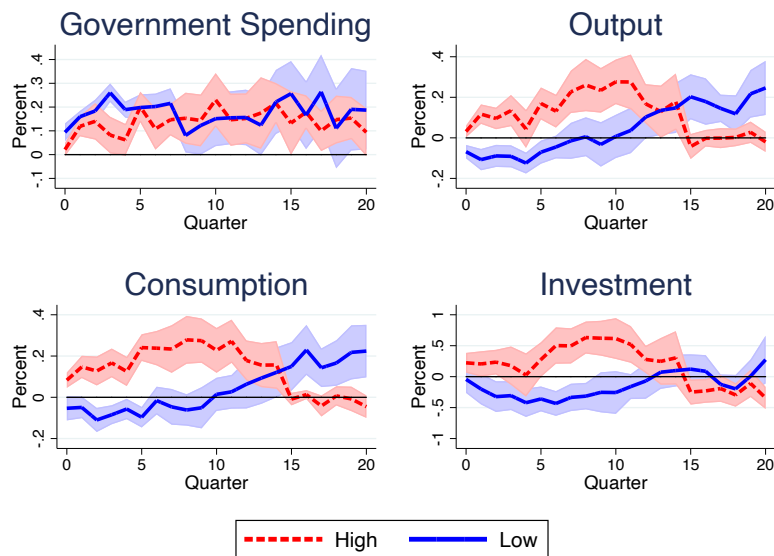 Government Spending
Output
Percent
.4
.3
.2
.1
0
-.1
0 5 10 15 20
Quarter
Percent
.4
.2
0
-.2
0 5 10 15 20
Quarter
Consumption
Investment
Percent
.4
.2
0
-.2
0 5 10 15 20
Quarter
Percent
1
.5
0
-.5
-1
0 5 10 15 20
Quarter
High Low